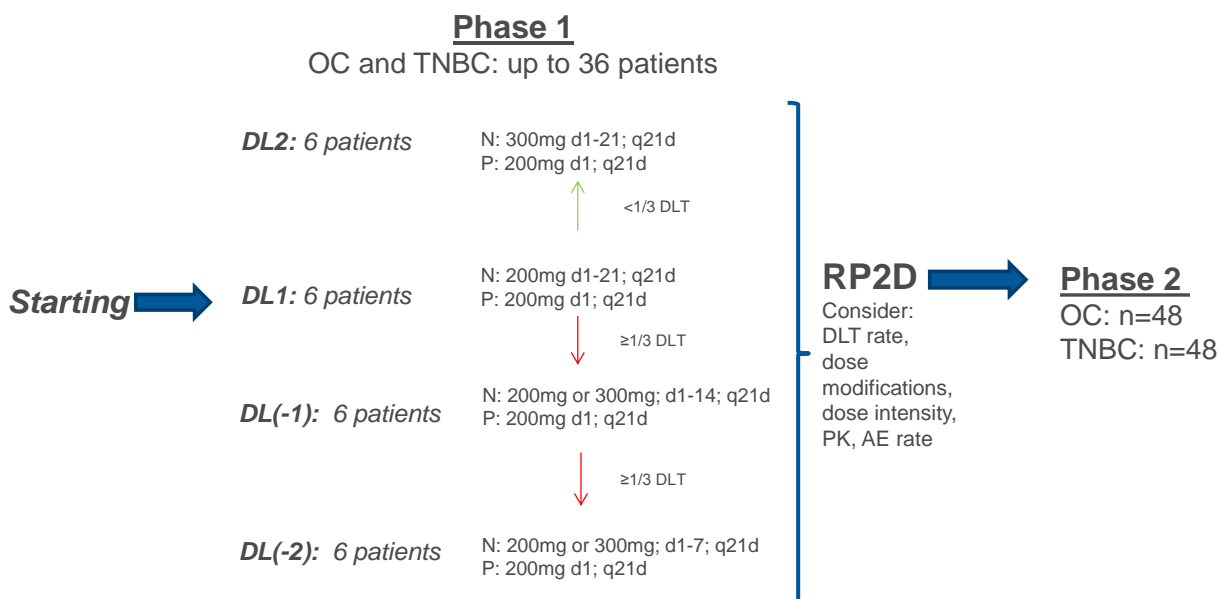 Phase 1
OC and TNBC: up to 36 patients
DL2: 6 patients
N: 300mg d1-21; q21d
P: 200mg d1; q21d
<1/3 DLT
Starting
DL1: 6 patients
N: 200mg d1-21; q21d
P: 200mg d1; q21d
≥1/3 DLT
DL(-1): 6 patients
N: 200mg or 300mg; d1-14; q21d
P: 200mg d1; q21d
≥1/3 DLT
DL(-2): 6 patients
N: 200mg or 300mg; d1-7; q21d
P: 200mg d1; q21d
RP2D
Consider:
DLT rate,
dose
modifications,
dose intensity,
PK, AE rate
Phase 2
OC: n=48
TNBC: n=48